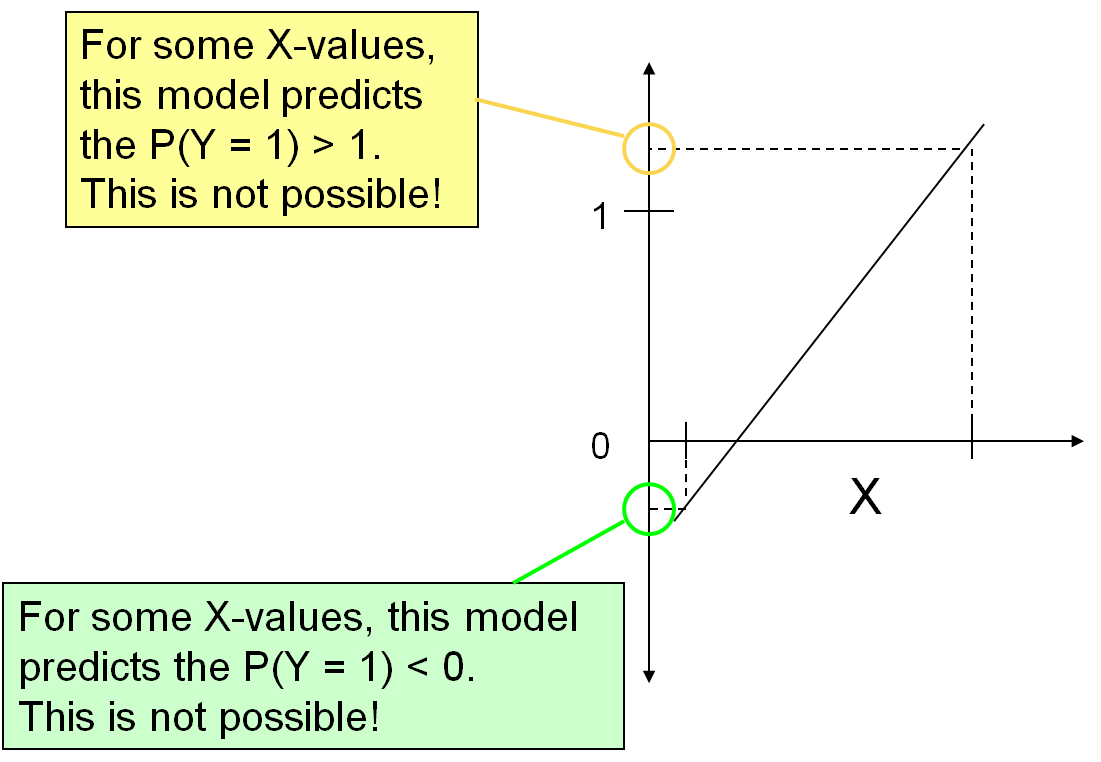 For some X-values,
this model predicts
the P(Y = 1) > 1.
This is not possible!
1
0
X
For some X-values, this model
predicts the P(Y = 1) < 0.
This is not possible!